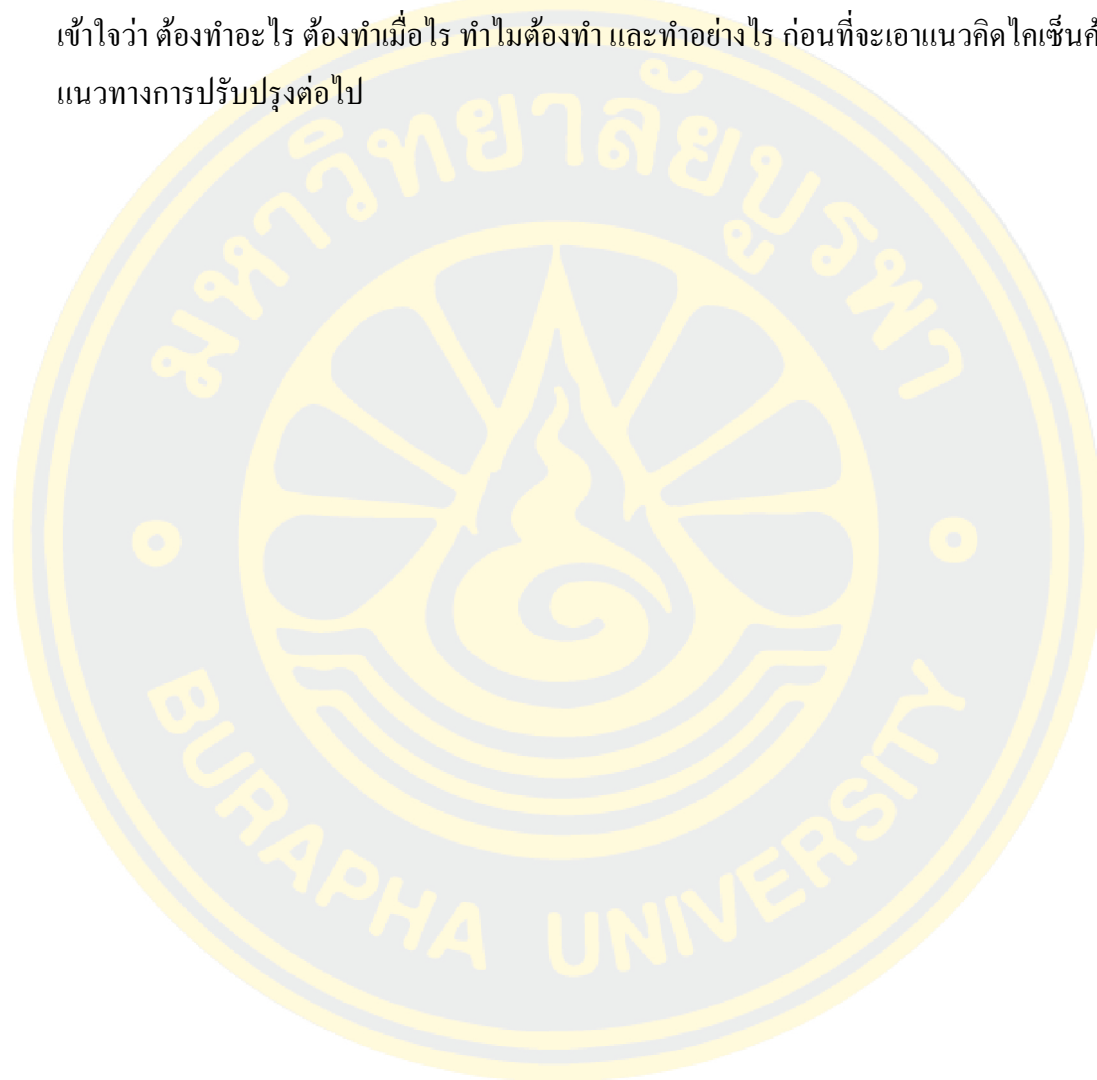 เข้าใจว่า ต้องทำอะไร ต้องทำเมื่อไร ทำไมต้องทำ และทำอย่างไร ก่อนที่จะเอาแนวคิดไคเซ็น
แนวทางการปรับปรุงต่อไป
มหาวิทยาลัยบูรพา
BURAPHA UNIVERSITY